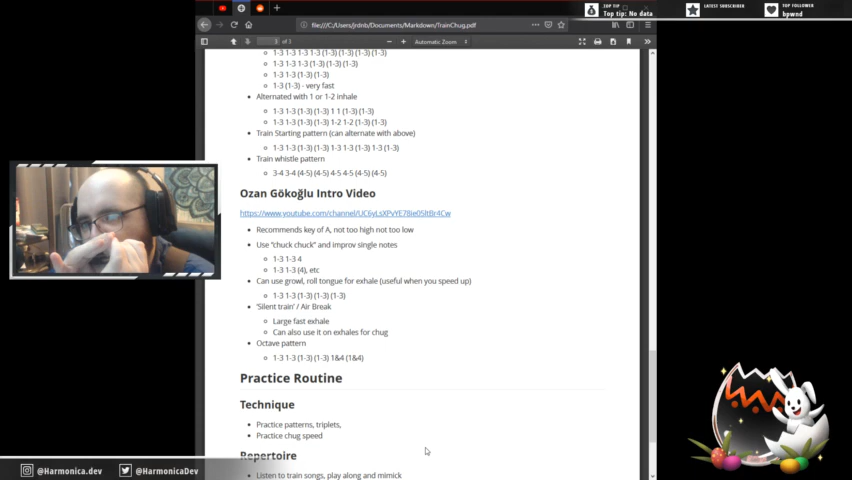 TOP TIP
Top tip: No data
LATEST SUBSCRIBER
TOP FOLLOWER
bpwnd
file:///C:/Users/jrdnb/Documents/Markdown/TrainChug.pdf
3 of 3
Automatic Zoom
1-3 1-3 1-3 1-3 (1-3) (1-3) (1-3) (1-3)
1-3 1-3 1-3 (1-3) (1-3) (1-3)
1-3 1-3 (1-3) (1-3)
1-3 (1-3) - very fast
Alternated with 1 or 1-2 inhale
1-3 1-3 (1-3) (1-3) 1 1 (1-3) (1-3)
1-3 1-3 (1-3) (1-3) 1-2 1-2 (1-3) (1-3)
Train Starting pattern (can alternate with above)
1-3 1-3 (1-3) (1-3) 1-3 1-3 (1-3) 1-3 (1-3)
Train whistle pattern
3-4 3-4 (4-5) (4-5) 4-5 4-5 (4-5) (4-5)
Ozan Gökoğlu Intro Video
Recommends key of A, not too high not too low
Use "chuck chuck" and improv single notes
1-3 1-3 4
1-3 1-3 (4), etc
Can use growl, roll tongue for exhale (useful when you speed up)
1-3 1-3 (1-3) (1-3) (1-3)
'Silent train' / Air Break
Large fast exhale
Can also use it on exhales for chug
Octave pattern
1-3 1-3 (1-3) (1-3) 1&4 (1&4)
Practice Routine
Technique
Practice patterns, triplets,
Practice chug speed
Repertoire
Listen to train songs, play along and mimick
@Harmonica.dev
@HarmonicaDev